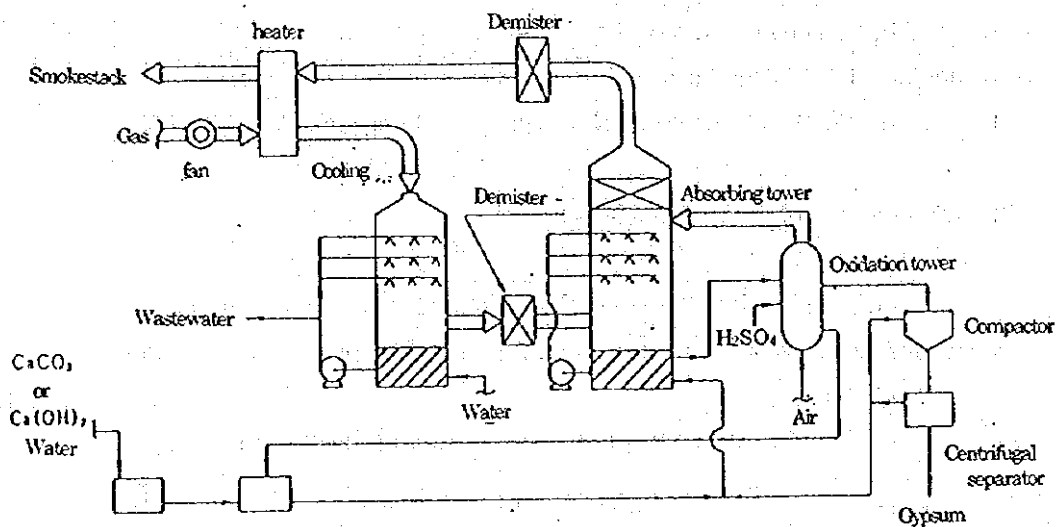 Demister
heater
Smokestack
Gas
fan
Cooling ...
Demister
Absorbing tower
Oxidation tower
Wastewater
H₂SO₄
Compactor
CaCO₃
or
Ca(OH)₂
Water
Water
Air
Centrifugal
separator
Gypsum